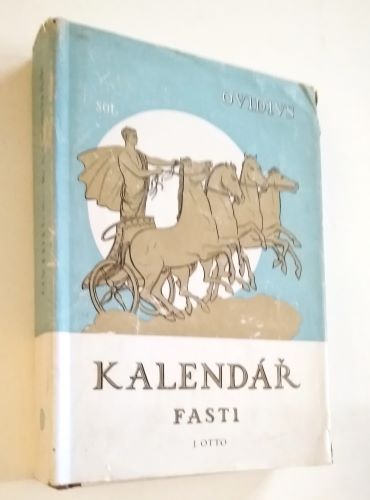 SOL
OVIDIVS
KALENDÁŘ
FASTI
J. OTTO